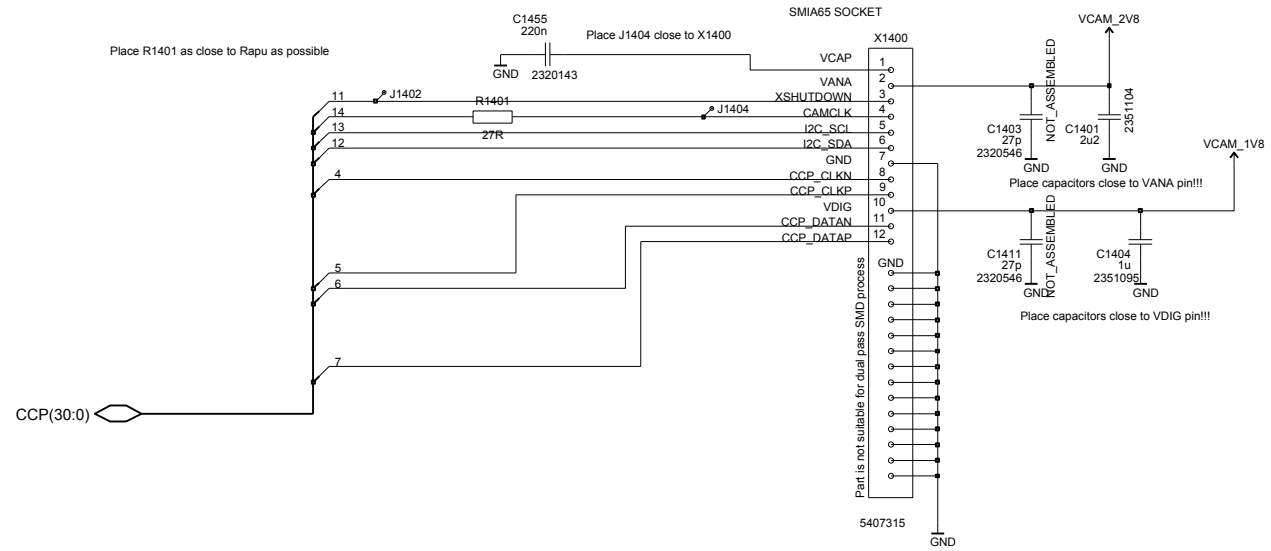 SMIA65 SOCKET
C1455
220n
Place J1404 close to X1400
VCAM_2V8
Place R1401 as close to Rapu as possible
X1400
GND
2320143
VCAP
1
VANA
2
NOT_ASSEMBLED
2351104
11
J1402
XSHUTDOWN
3
14
R1401
27R
J1404
CAMCLK
4
13
I2C_SCL
5
12
I2C_SDA
6
GND
7
4
CCP_CLKN
8
CCP_CLKP
9
VDIG
10
CCP_DATAN
11
CCP_DATAP
12
C1403
27p
2320546
GND
C1401
2u2
GND
VCAM_1V8
Place capacitors close to VANA pin!!!
NOT_ASSEMBLED
C1411
27p
2320546
GND
C1404
1u
2351095
GND
Place capacitors close to VDIG pin!!!
5
6
7
GND
Part is not suitable for dual pass SMD process
CCP(30:0)
5407315
GND